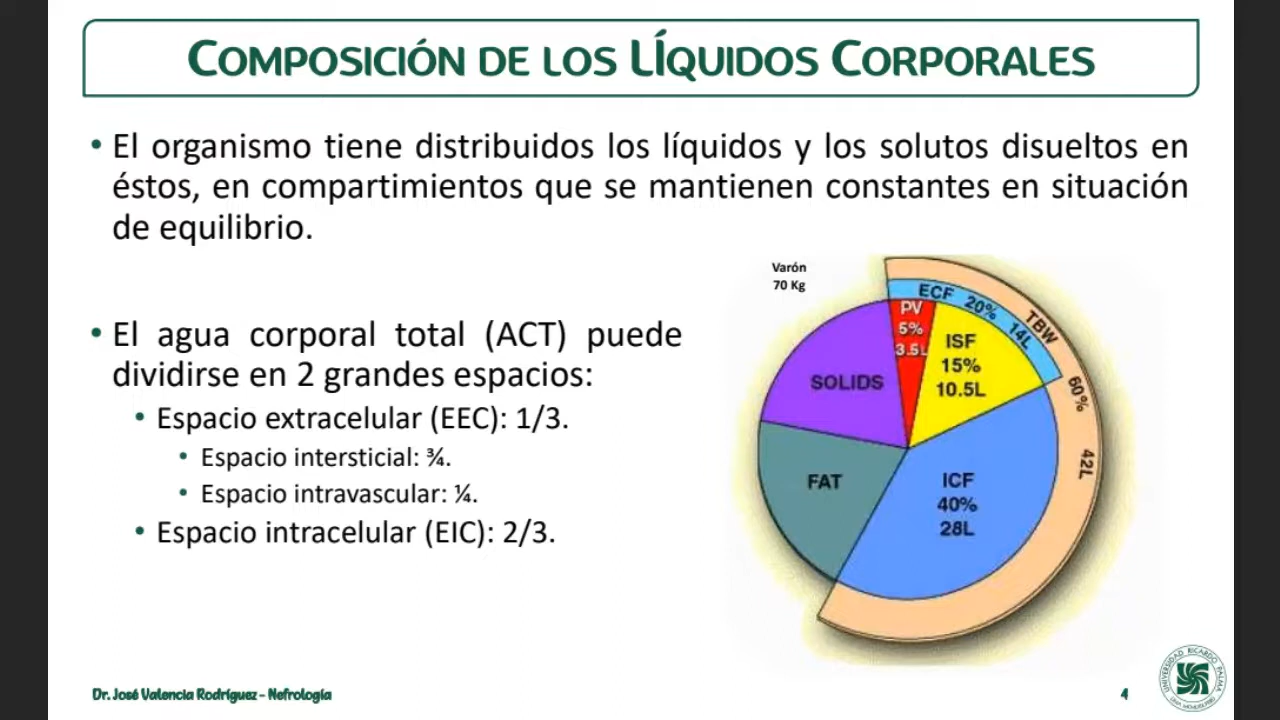 COMPOSICIÓN DE LOS LÍQUIDOS CORPORALES
• El organismo tiene distribuidos los líquidos y los solutos disueltos en
éstos, en compartimientos que se mantienen constantes en situación
de equilibrio.
• El agua corporal total (ACT) puede
dividirse en 2 grandes espacios:
• Espacio extracelular (EEC): 1/3.
• Espacio intersticial: ¾.
• Espacio intravascular: ¼.
• Espacio intracelular (EIC): 2/3.
Varón
70 Kg
ECF 20% 14L
TBW 60% 42L
PV
5%
3.5L
ISF
15%
10.5L
SOLIDS
FAT
ICF
40%
28L
Dr. José Valencia Rodríguez - Nefrología
4
UNIVERSIDAD RICARDO PALMA